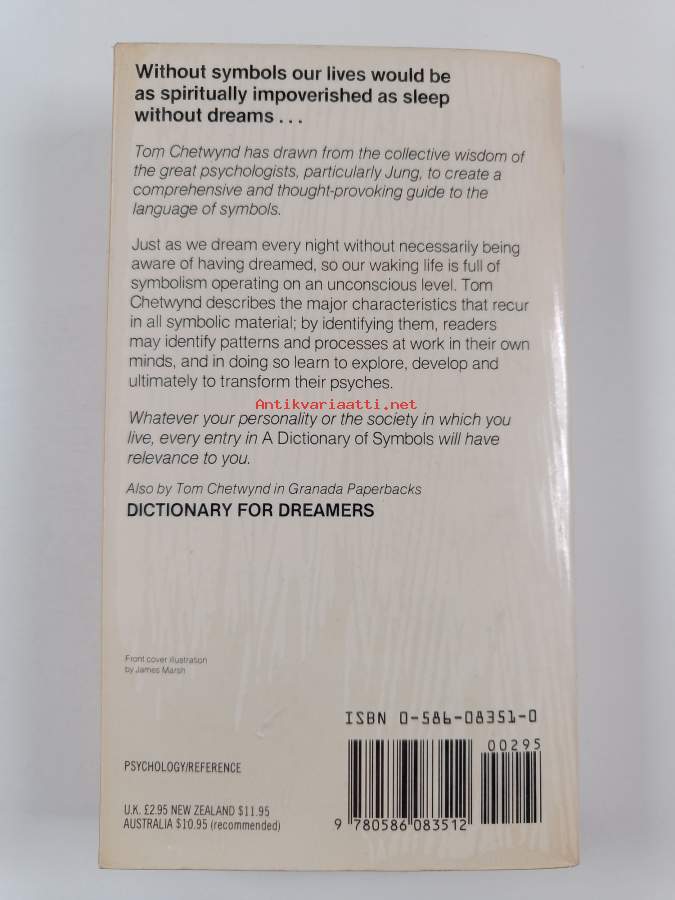 Without symbols our lives would be
as spiritually impoverished as sleep
without dreams . . .
Tom Chetwynd has drawn from the collective wisdom of
the great psychologists, particularly Jung, to create a
comprehensive and thought-provoking guide to the
language of symbols.
Just as we dream every night without necessarily being
aware of having dreamed, so our waking life is full of
symbolism operating on an unconscious level. Tom
Chetwynd describes the major characteristics that recur
in all symbolic material; by identifying them, readers
may identify patterns and processes at work in their own
minds, and in doing so learn to explore, develop and
ultimately to transform their psyches.
Antikvariaatti.net
Whatever your personality or the society in which you
live, every entry in A Dictionary of Symbols will have
relevance to you.
Also by Tom Chetwynd in Granada Paperbacks
DICTIONARY FOR DREAMERS
Front cover illustration
by James Marsh
ISBN 0-586-08351-0
00295
PSYCHOLOGY/REFERENCE
U.K. £2.95 NEW ZEALAND $11.95
AUSTRALIA $10.95 (recommended)
9 780586 083512